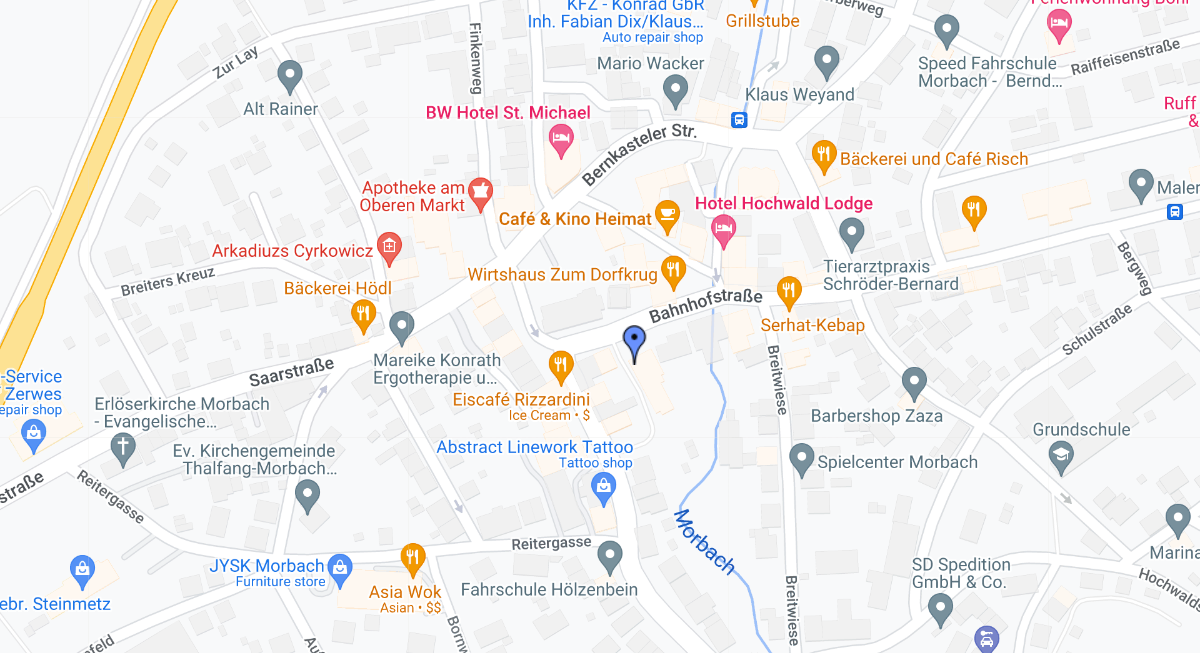 KFZ - Konrad GbR
Inh. Fabian Dix/Klaus...
Auto repair shop
Grillstube
Ferienwohnung Böhl
Zur Lay
Finkenweg
Mario Wacker
Klaus Weyand
Speed Fahrschule
Morbach - Bernd...
Raiffeisenstraße
Alt Rainer
BW Hotel St. Michael
Bernkasteler Str.
Ruff
&
Bäckerei und Café Risch
Apotheke am
Oberen Markt
Hotel Hochwald Lodge
Maler
Café & Kino Heimat
Arkadiuzs Cyrkowicz
Breiters Kreuz
Bäckerei Hödl
Wirtshaus Zum Dorfkrug
Tierarztpraxis
Schröder-Bernard
Bergweg
Bahnhofstraße
Serhat-Kebap
Schulstraße
Saarstraße
Mareike Konrath
Ergotherapie u...
Breitwiese
-Service
Zerwes
epair shop
Erlöserkirche Morbach
- Evangelische...
Eiscafé Rizzardini
Ice Cream • $
Barbershop Zaza
Grundschule
Ev. Kirchengemeinde
Thalfang-Morbach...
Abstract Linework Tattoo
Tattoo shop
Spielcenter Morbach
straße
Reitergasse
Morbach
Reitergasse
Marina
JYSK Morbach
Furniture store
Asia Wok
Asian • $$
Fahrschule Hölzenbein
SD Spedition
GmbH & Co.
Hochwalds
ebr. Steinmetz
Breitwiese
Bornw
enfeld